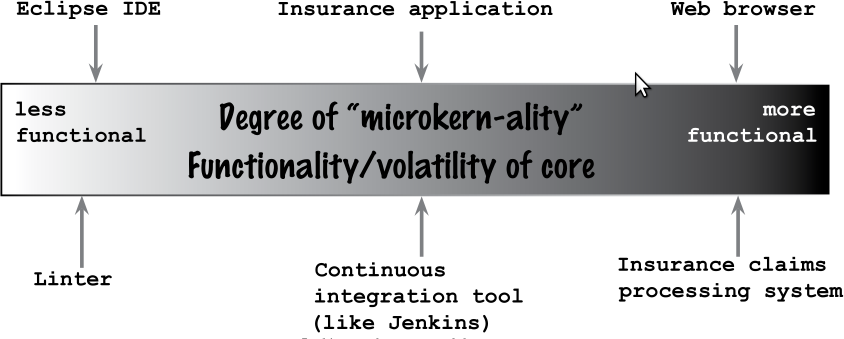 Eclipse IDE
Insurance application
Web browser
less
functional
Degree of “microkern-ality”
Functionality/volatility of core
more
functional
Linter
Continuous
integration tool
(like Jenkins)
Insurance claims
processing system